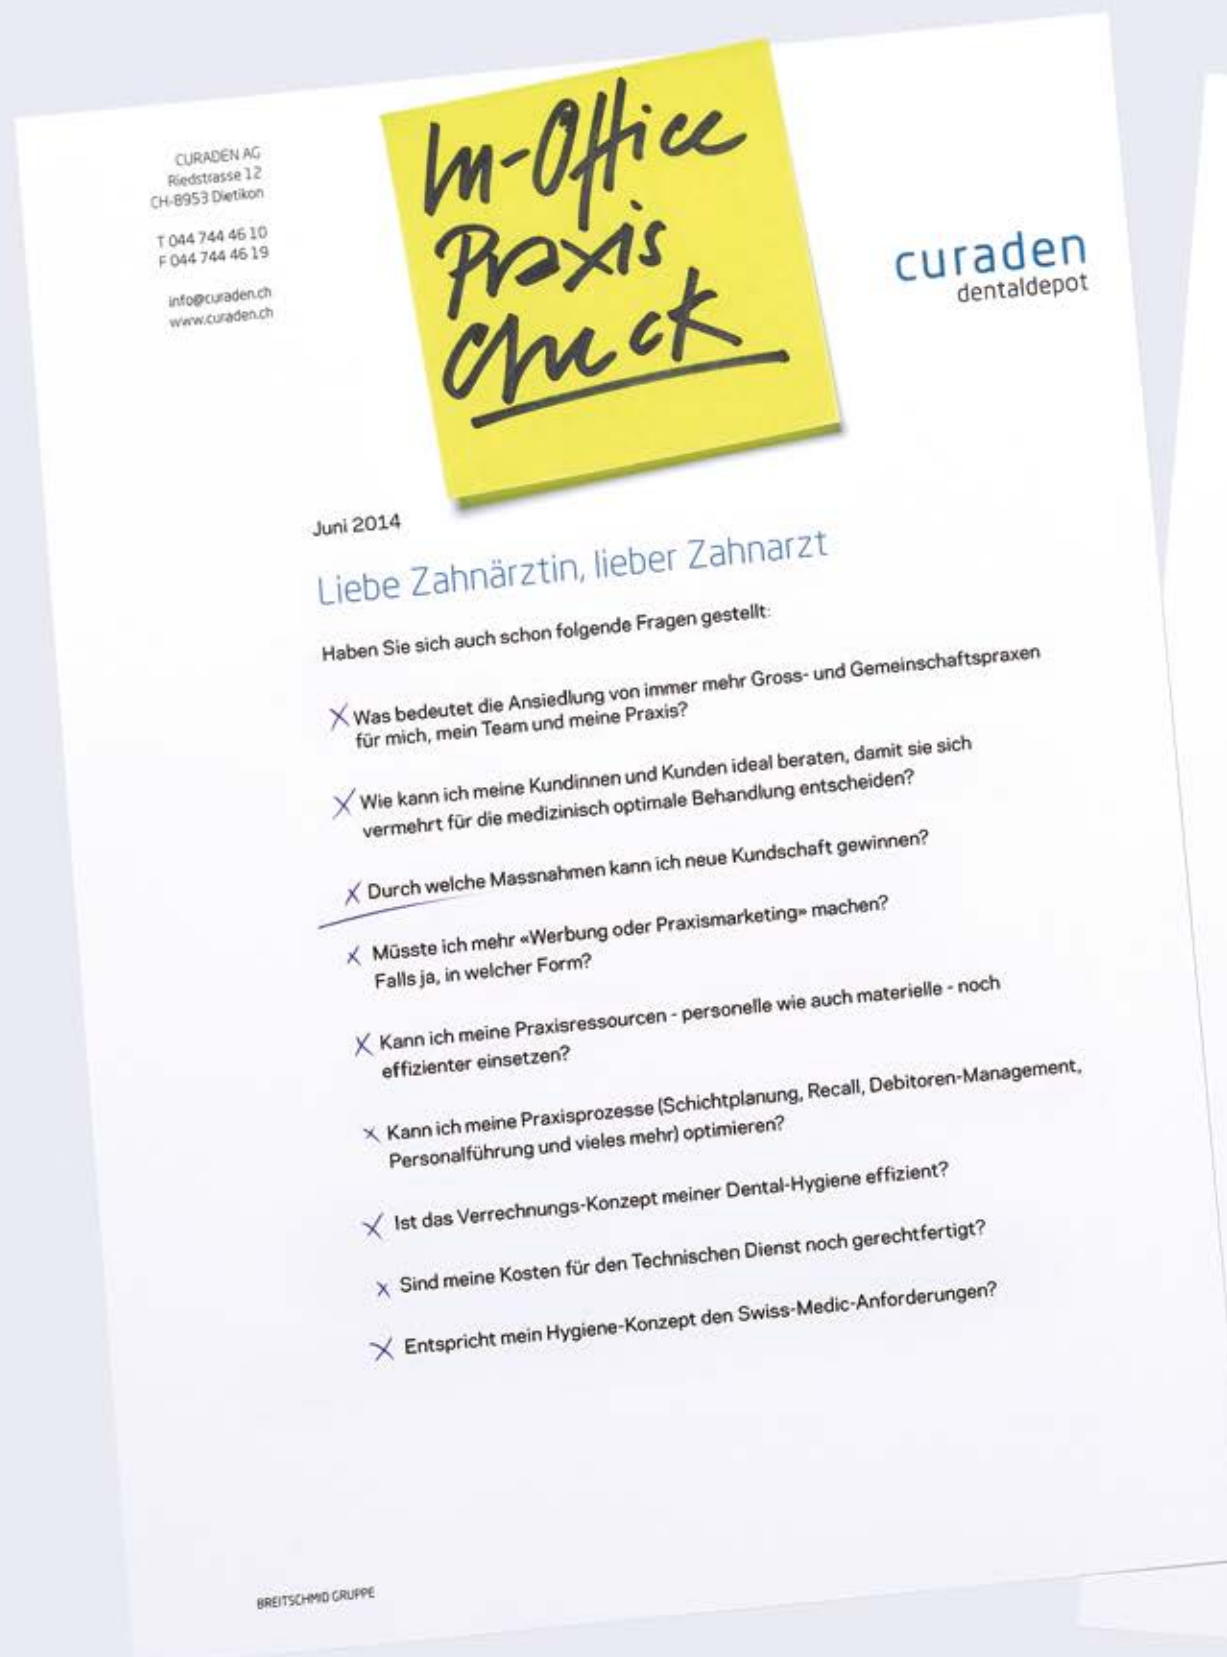 CURADEN AG
Riedstrasse 12
CH-8953 Dietikon
T 044 744 46 10
F 044 744 46 19
info@curaden.ch
www.curaden.ch
In-Office
Praxis
Check
curaden
dentaldepot
Juni 2014
Liebe Zahnärztin, lieber Zahnarzt
Haben Sie sich auch schon folgende Fragen gestellt:
Was bedeutet die Ansiedlung von immer mehr Gross- und Gemeinschaftspraxen
für mich, mein Team und meine Praxis?
Wie kann ich meine Kundinnen und Kunden ideal beraten, damit sie sich
vermehrt für die medizinisch optimale Behandlung entscheiden?
Durch welche Massnahmen kann ich neue Kundschaft gewinnen?
Müsste ich mehr «Werbung oder Praxismarketing» machen?
Falls ja, in welcher Form?
Kann ich meine Praxisressourcen - personelle wie auch materielle - noch
effizienter einsetzen?
Kann ich meine Praxisprozesse (Schichtplanung, Recall, Debitoren-Management,
Personalführung und vieles mehr) optimieren?
Ist das Verrechnungs-Konzept meiner Dental-Hygiene effizient?
Sind meine Kosten für den Technischen Dienst noch gerechtfertigt?
Entspricht mein Hygiene-Konzept den Swiss-Medic-Anforderungen?
BREITSCHMID GRUPPE